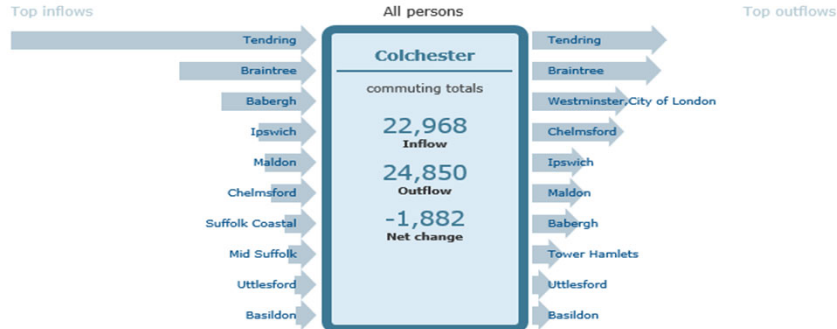 Top inflows
All persons
Top outflows
Tendring
Braintree
Babergh
Ipswich
Maldon
Chelmsford
Suffolk Coastal
Mid Suffolk
Uttlesford
Basildon
Colchester
commuting totals
22,968
Inflow
24,850
Outflow
-1,882
Net change
Tendring
Braintree
Westminster,City of London
Chelmsford
Ipswich
Maldon
Babergh
Tower Hamlets
Uttlesford
Basildon